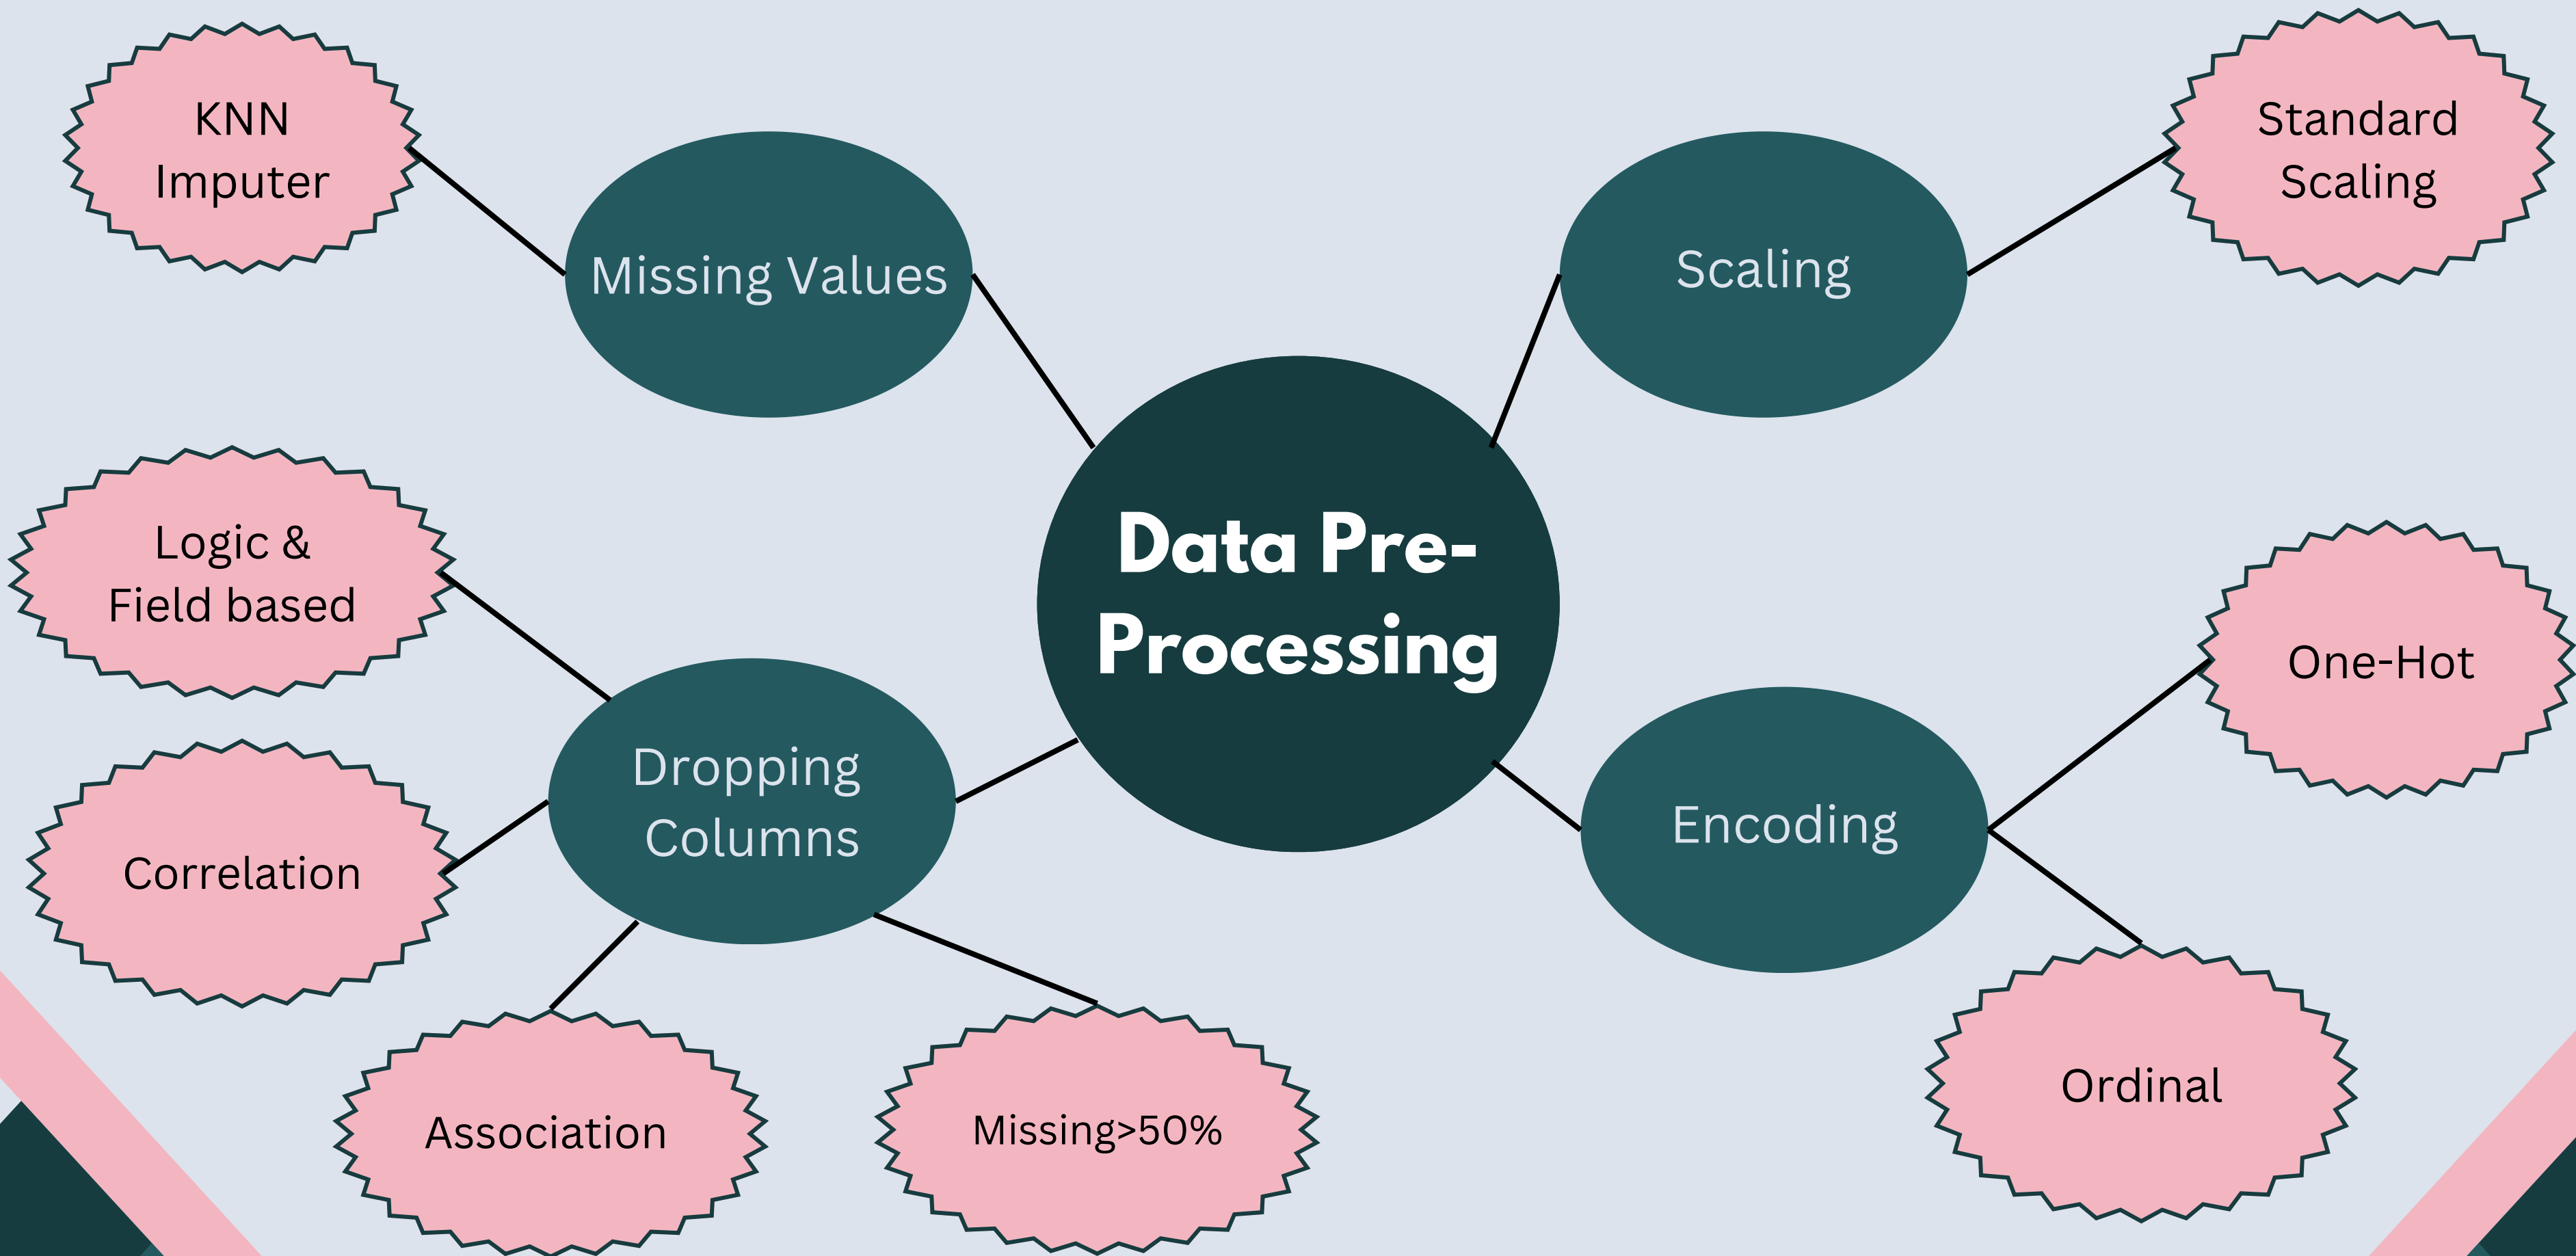 KNN
Imputer
Missing Values
Scaling
Standard
Scaling
Data Pre-
Processing
Logic &
Field based
Dropping
Columns
Correlation
Association
Missing>50%
Encoding
One-Hot
Ordinal